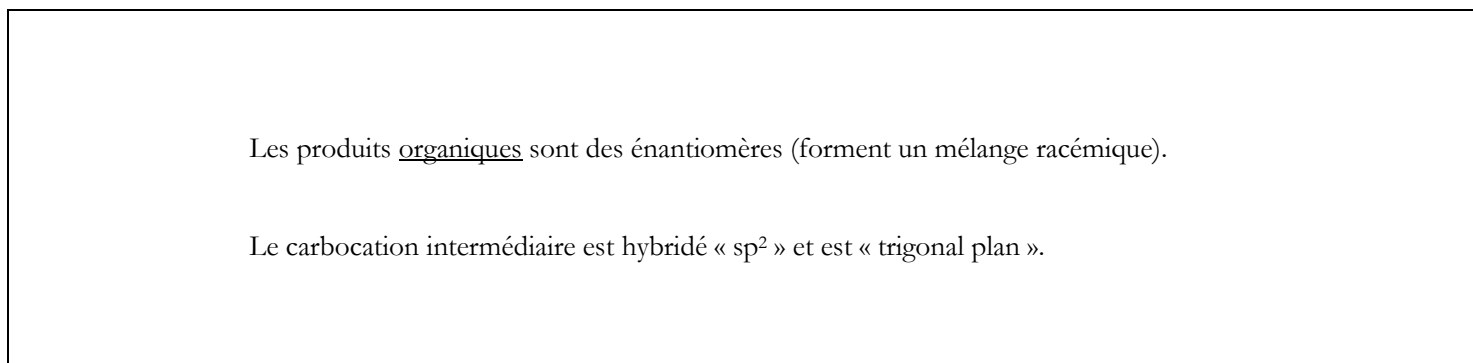 Les produits organiques sont des énantiomères (forment un mélange racémique).
Le carbocation intermédiaire est hybridé « sp² » et est « trigonal plan ».